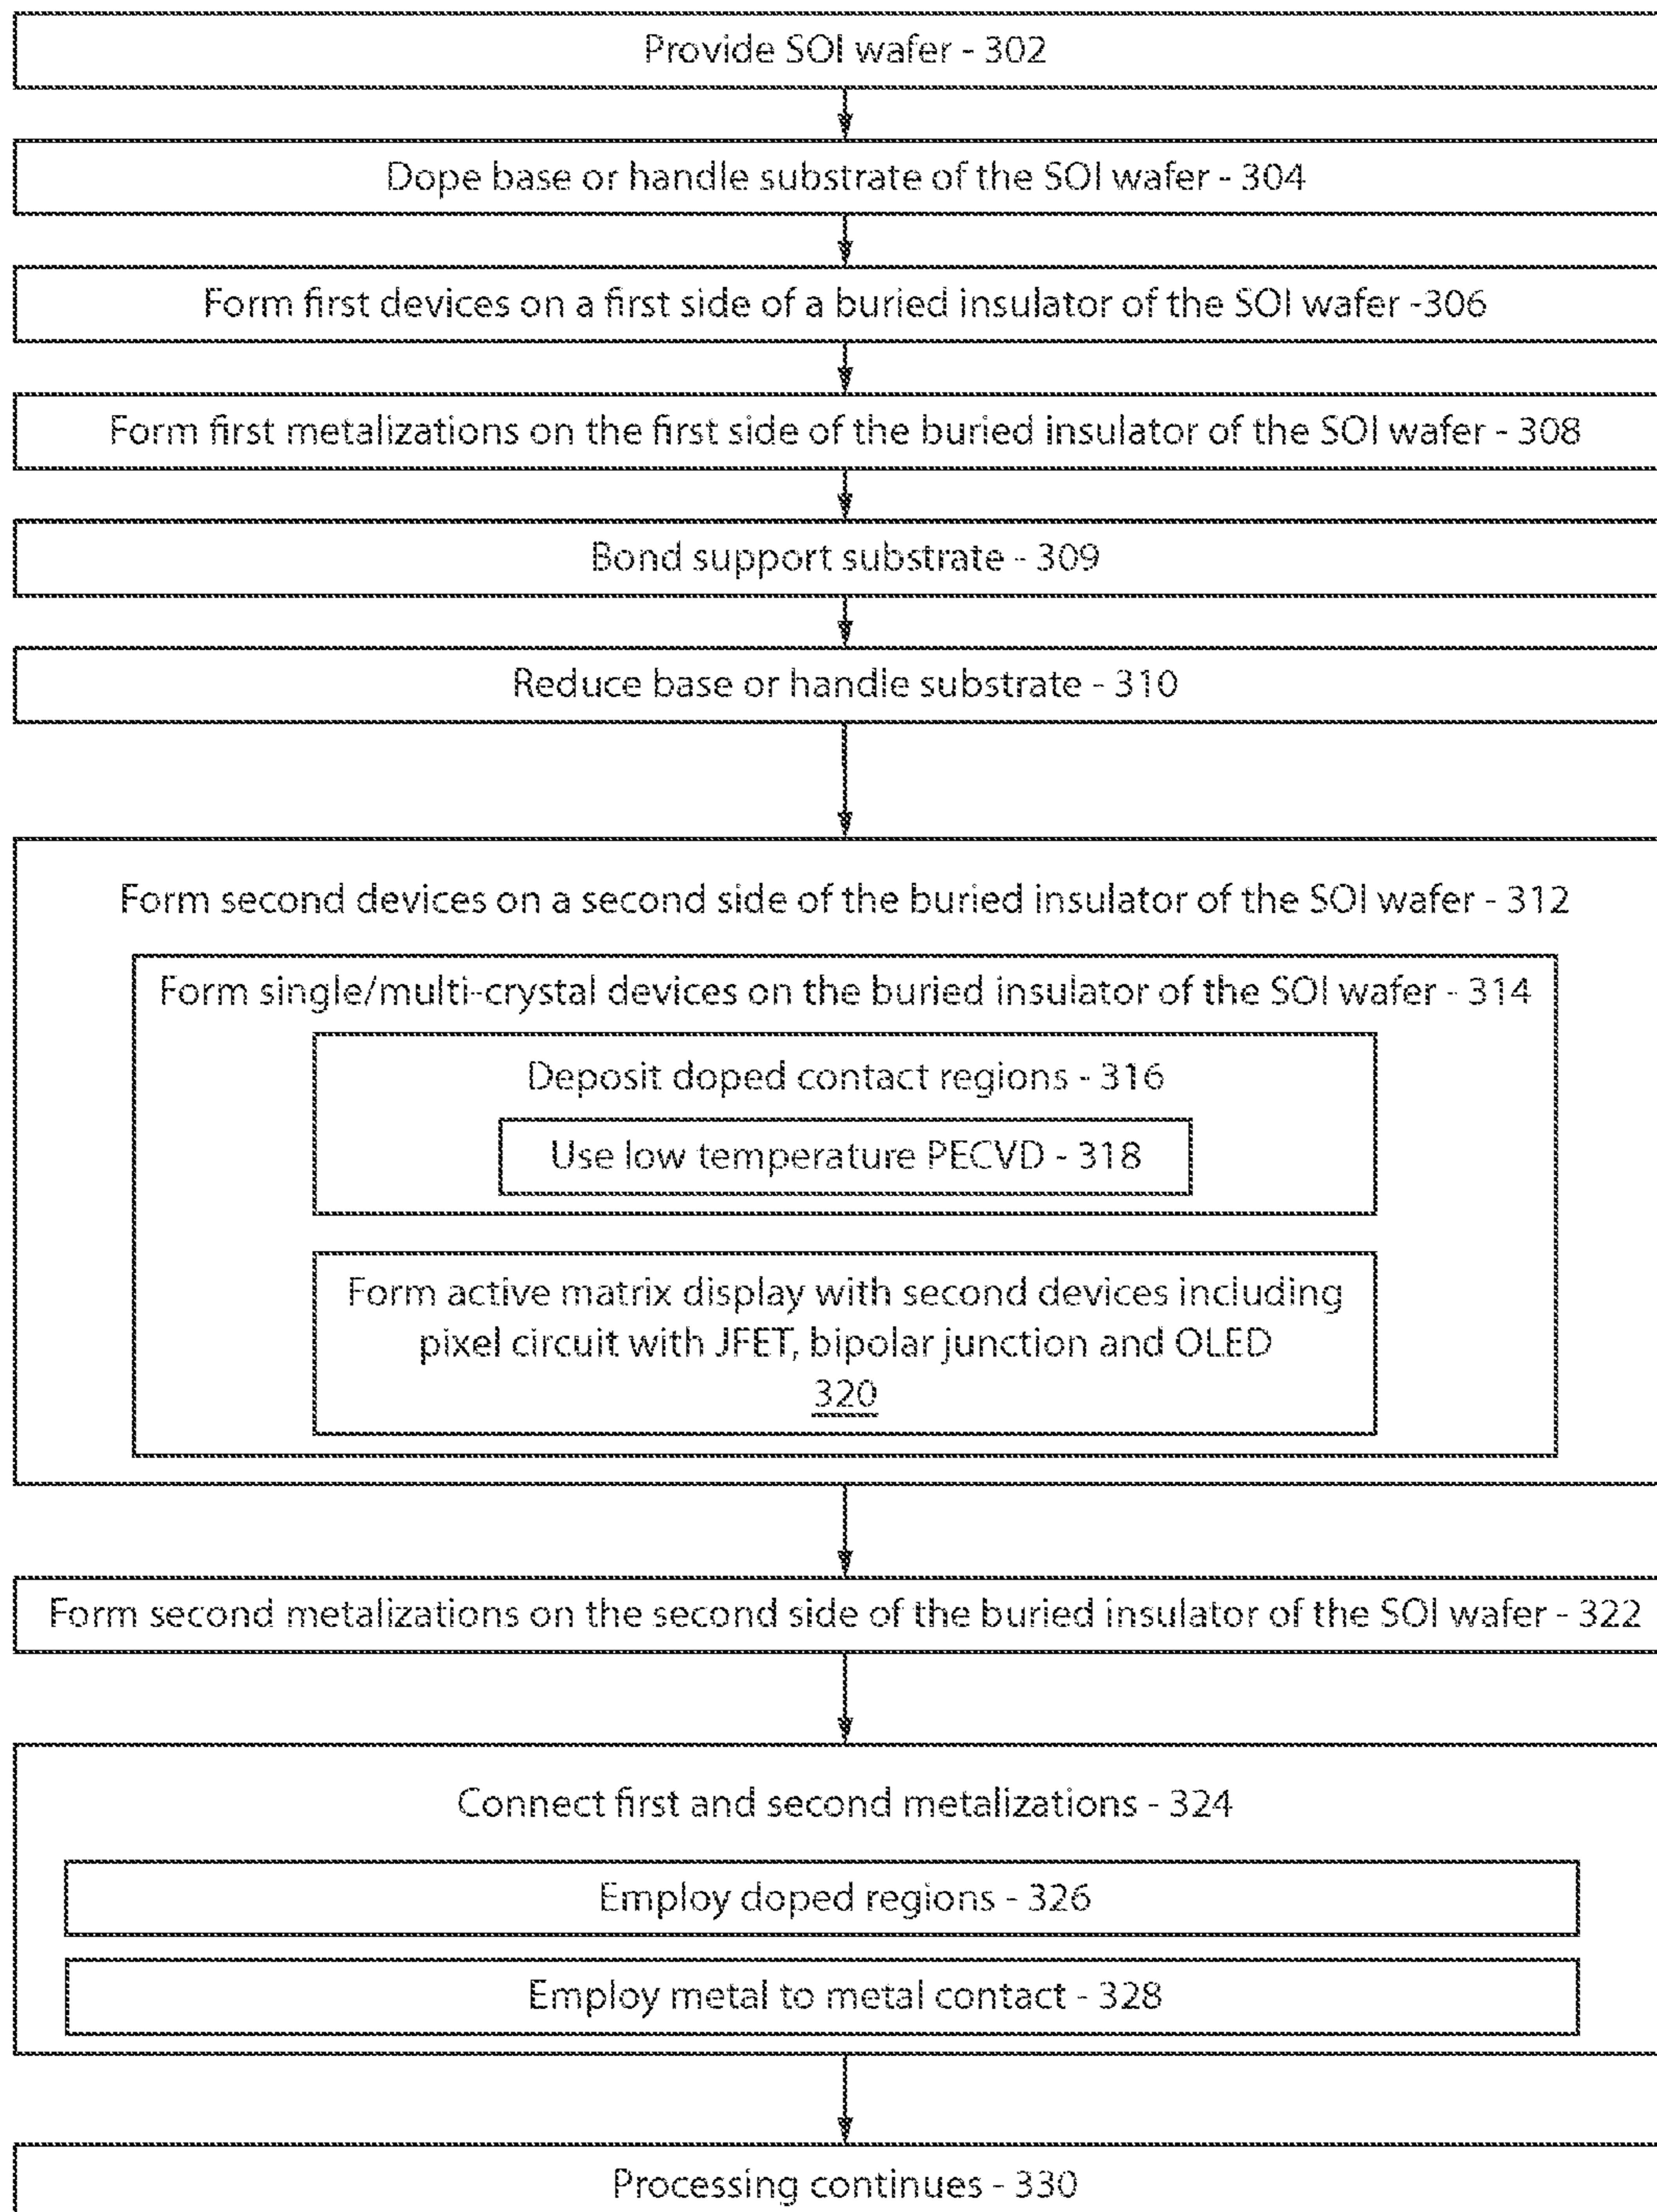 Provide SOI wafer - 302
Dope base or handle substrate of the SOI wafer - 304
Form first devices on a first side of a buried insulator of the SOI wafer -306
Form first metalizations on the first side of the buried insulator of the SOI wafer - 308
Bond support substrate - 309
Reduce base or handle substrate - 310
Form second devices on a second side of the buried insulator of the SOI wafer - 312
Form single/multi-crystal devices on the buried insulator of the SOI wafer - 314
Deposit doped contact regions - 316
Use low temperature PECVD - 318
Form active matrix display with second devices including
pixel circuit with JFET, bipolar junction and OLED
320
Form second metalizations on the second side of the buried insulator of the SOI wafer - 322
Connect first and second metalizations - 324
Employ doped regions - 326
Employ metal to metal contact - 328
Processing continues - 330